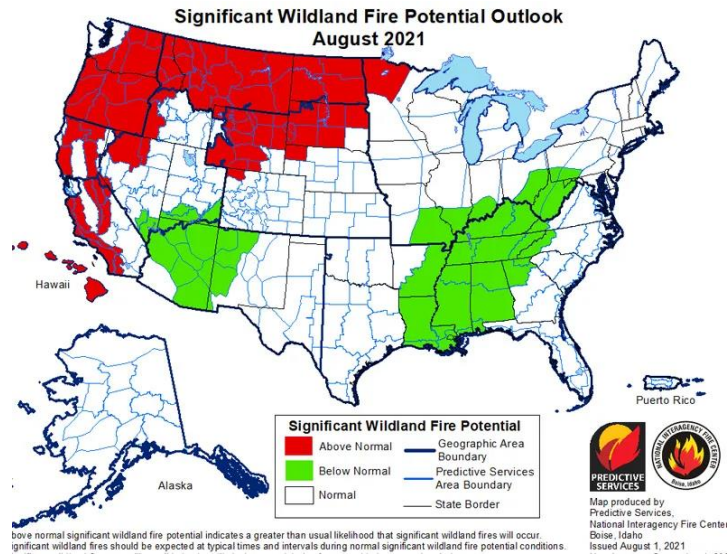 Significant Wildland Fire Potential Outlook
August 2021
Hawaii
Alaska
Puerto Rico
Significant Wildland Fire Potential
Above Normal
Below Normal
Normal
Geographic Area
Boundary
Predictive Services
Area Boundary
State Border
PREDICTIVE
SERVICES
NATIONAL INTERAGENCY FIRE CENTER
Boise, Idaho
Map produced by
Predictive Services,
National Interagency Fire Cente
Boise, Idaho
Issued August 1, 2021
bove normal significant wildland fire potential indicates a greater than usual likelihood that significant wildland fires will occur.
ignificant wildland fires should be expected at typical times and intervals during normal significant wildland fire potential conditions.